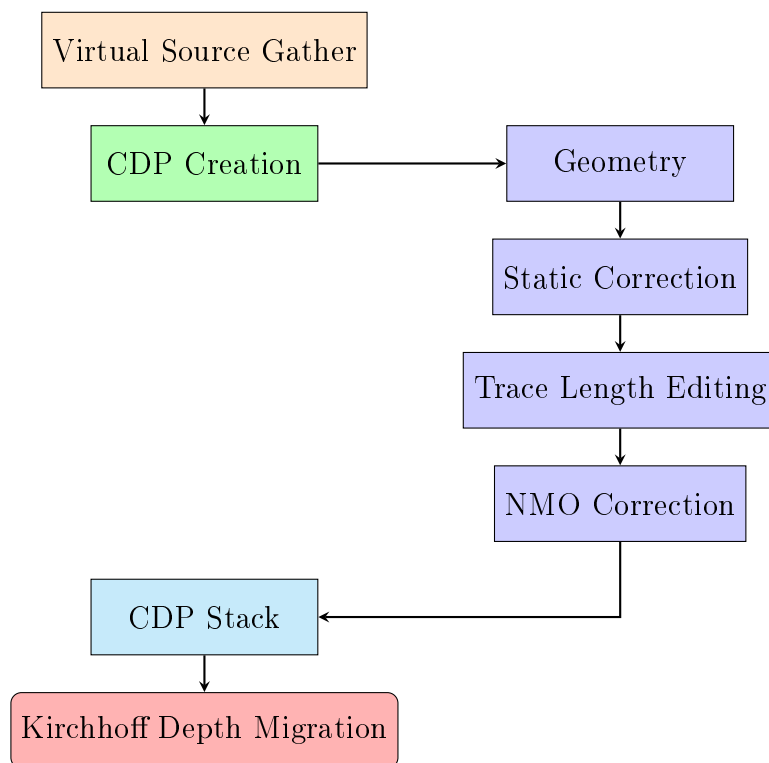 Virtual Source Gather
CDP Creation
Geometry
Static Correction
Trace Length Editing
NMO Correction
CDP Stack
Kirchhoff Depth Migration